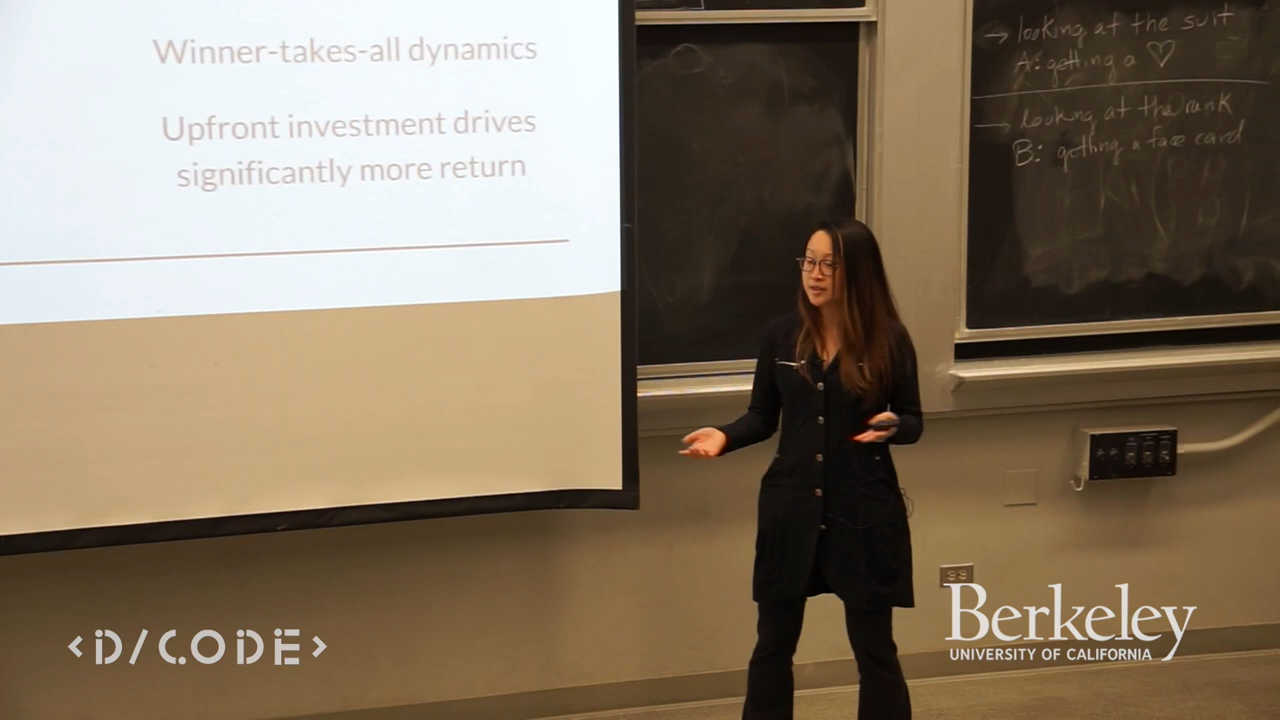 Winner-takes-all dynamics
Upfront investment drives
significantly more return
→ looking at the suit
A: getting a ♡
→ looking at the rank
B: getting a face card
<D/CODE>
Berkeley
UNIVERSITY OF CALIFORNIA